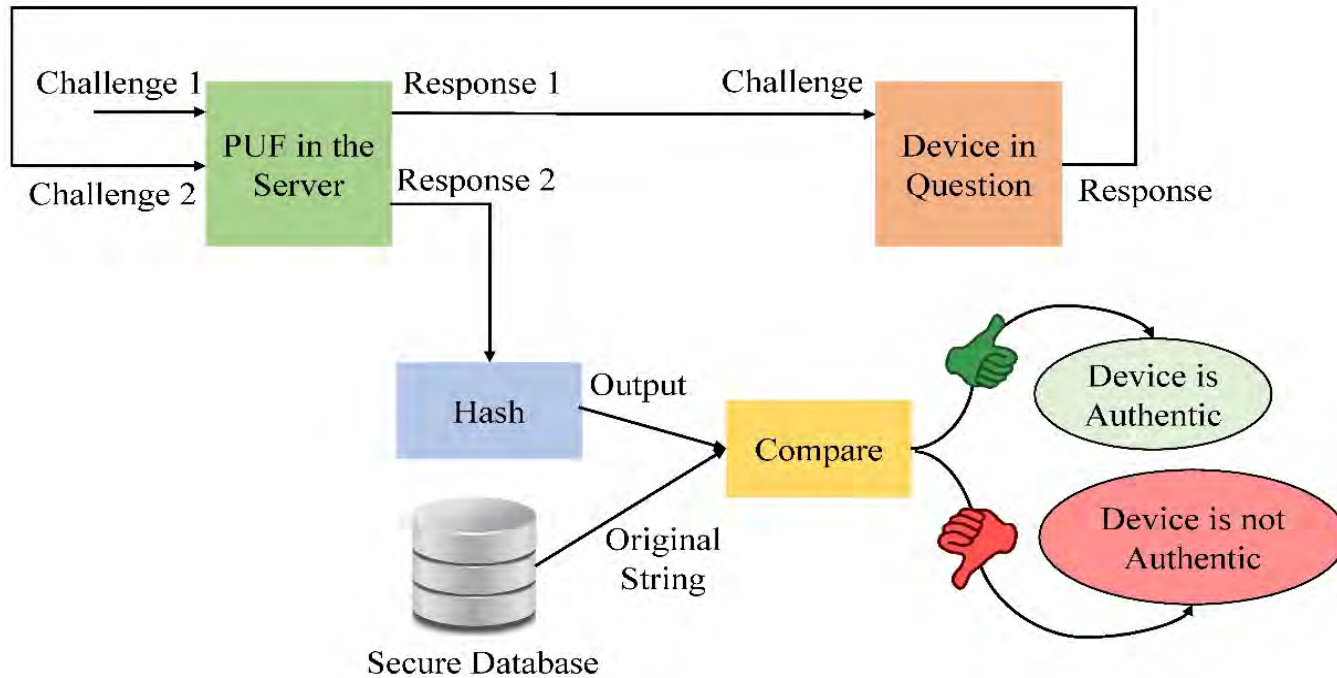 Challenge 1
Response 1
Challenge
PUF in the
Server
Device in
Question
Challenge 2
Response 2
Response
Hash
Output
Compare
Device is
Authentic
Device is not
Authentic
Original
String
Secure Database